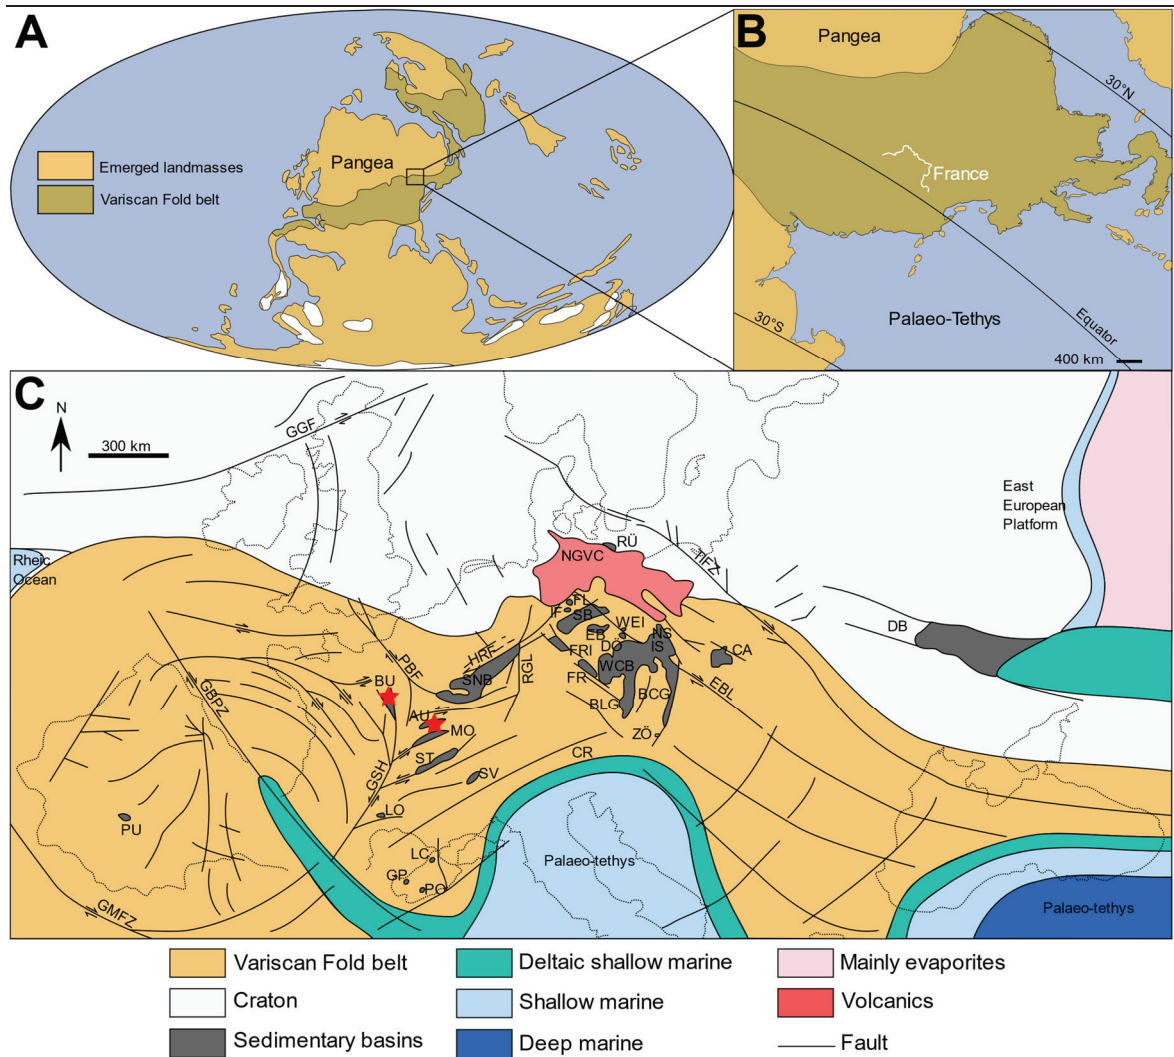 A
Emerged landmasses
Variscan Fold belt
Pangea
B
Pangea
30°N
France
Palaeo-Tethys
Equator
30°S
400 km
C
N
300 km
GGF
East
European
Platform
Rheic
Ocean
RÜ
NGVC
TFZ
FL
IF
SB
WEI
EB
DÖ
NS
IS
FRI
WCB
CA
DB
HRF
RGL
SNB
FR
PBF
BU
GBPZ
BLG
BCG
EBL
AU
MO
ZÖ
ST
CR
GSH
SV
LO
PU
LC
GP
PO
Palaeo-tethys
GMFZ
Palaeo-tethys
Variscan Fold belt
Deltaic shallow marine
Mainly evaporites
Craton
Shallow marine
Volcanics
Sedimentary basins
Deep marine
Fault